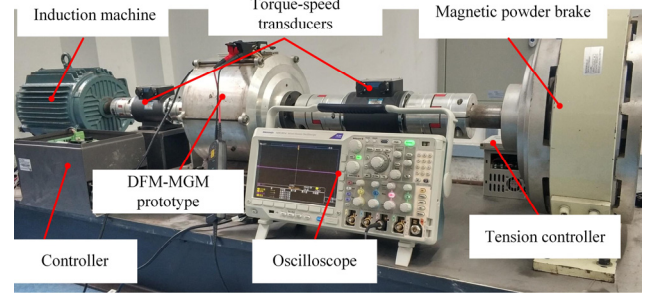 Induction machine
Torque-speed
transducers
Magnetic powder brake
DFM-MGM
prototype
Controller
Oscilloscope
Tension controller